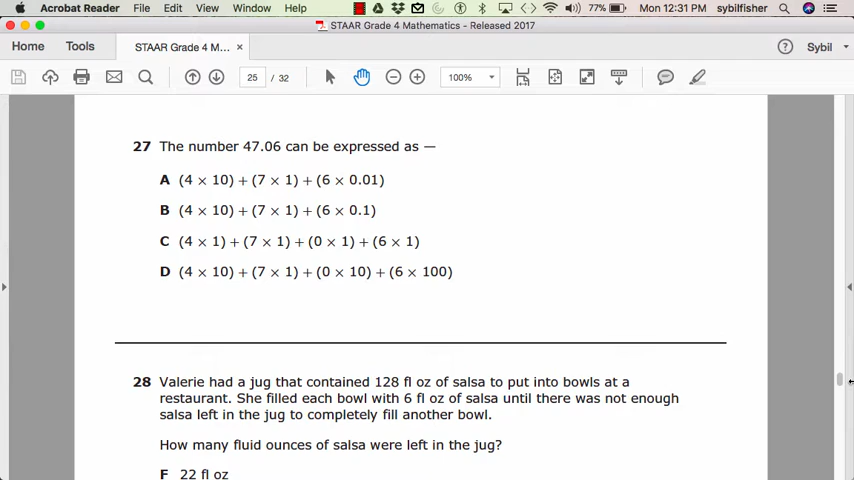 Acrobat Reader File Edit View Window Help 77% Mon 12:31 PM sybilfisher
STAAR Grade 4 Mathematics - Released 2017
Home Tools STAAR Grade 4 M... × Sybil
25 / 32 100%
27 The number 47.06 can be expressed as —
A (4 × 10) + (7 × 1) + (6 × 0.01)
B (4 × 10) + (7 × 1) + (6 × 0.1)
C (4 × 1) + (7 × 1) + (0 × 1) + (6 × 1)
D (4 × 10) + (7 × 1) + (0 × 10) + (6 × 100)
28 Valerie had a jug that contained 128 fl oz of salsa to put into bowls at a
restaurant. She filled each bowl with 6 fl oz of salsa until there was not enough
salsa left in the jug to completely fill another bowl.
How many fluid ounces of salsa were left in the jug?
F 22 fl oz